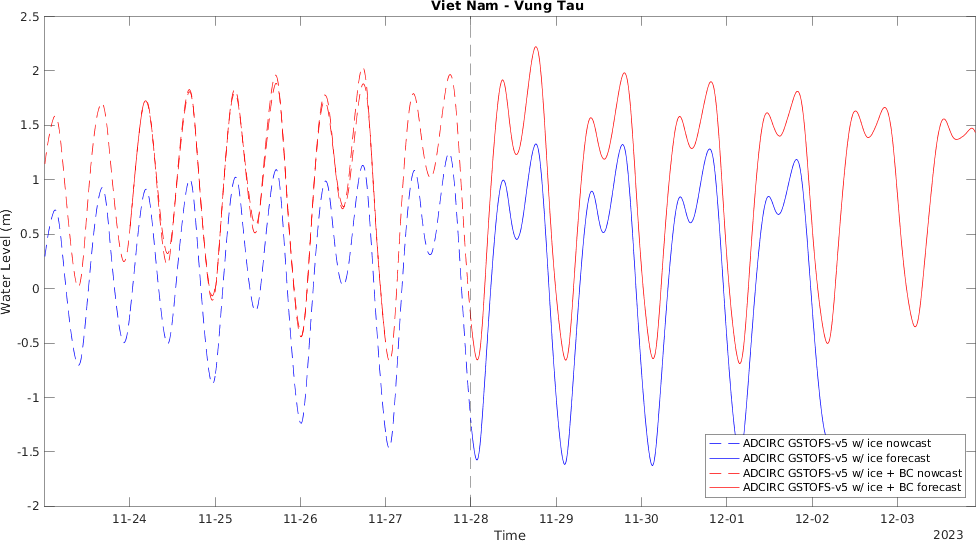 Viet Nam - Vung Tau
2.5
2
1.5
1
0.5
0
-0.5
-1
-1.5
-2
Water Level (m)
ADCIRC GSTOFS-v5 w/ ice nowcast
ADCIRC GSTOFS-v5 w/ ice forecast
ADCIRC GSTOFS-v5 w/ ice + BC nowcast
ADCIRC GSTOFS-v5 w/ ice + BC forecast
11-24 11-25 11-26 11-27 11-28 11-29 11-30 12-01 12-02 12-03
Time
2023